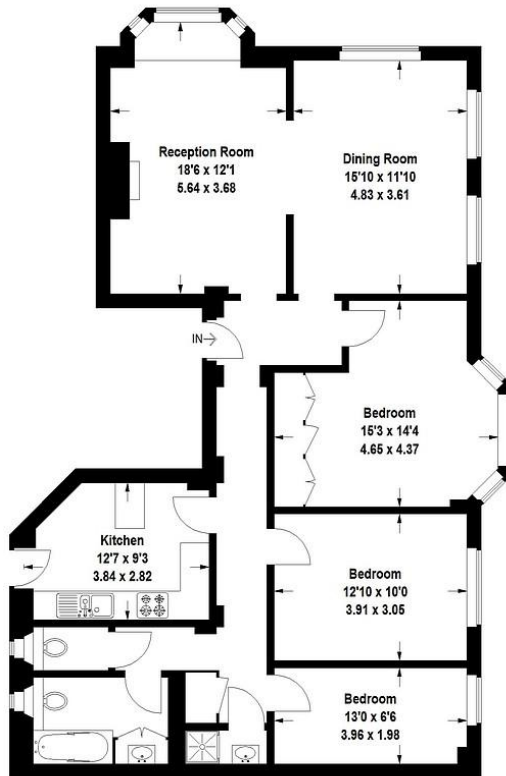 Reception Room
18'6 x 12'1
5.64 x 3.68
Dining Room
15'10 x 11'10
4.83 x 3.61
IN
Bedroom
15'3 x 14'4
4.65 x 4.37
Kitchen
12'7 x 9'3
3.84 x 2.82
Bedroom
12'10 x 10'0
3.91 x 3.05
Bedroom
13'0 x 6'6
3.96 x 1.98